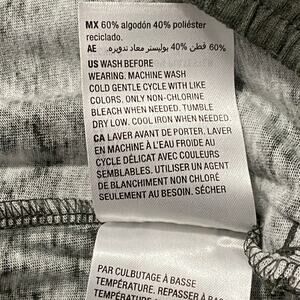 MX 60% algodón 40% poliéster
reciclado.
AE .60% قطن 40% بوليستر معاد تدويره
US WASH BEFORE
WEARING. MACHINE WASH
COLD GENTLE CYCLE WITH LIKE
COLORS. ONLY NON-CHLORINE
BLEACH WHEN NEEDED. TUMBLE
DRY LOW. COOL IRON WHEN NEEDED.
CA LAVER AVANT DE PORTER. LAVER
EN MACHINE À L'EAU FROIDE AU
CYCLE DÉLICAT AVEC COULEURS
SEMBLABLES. UTILISER UN AGENT
DE BLANCHIMENT NON CHLORÉ
SEULEMENT AU BESOIN. SÉCHER
PAR CULBUTAGE À BASSE
TEMPÉRATURE. REPASSER À BASSE